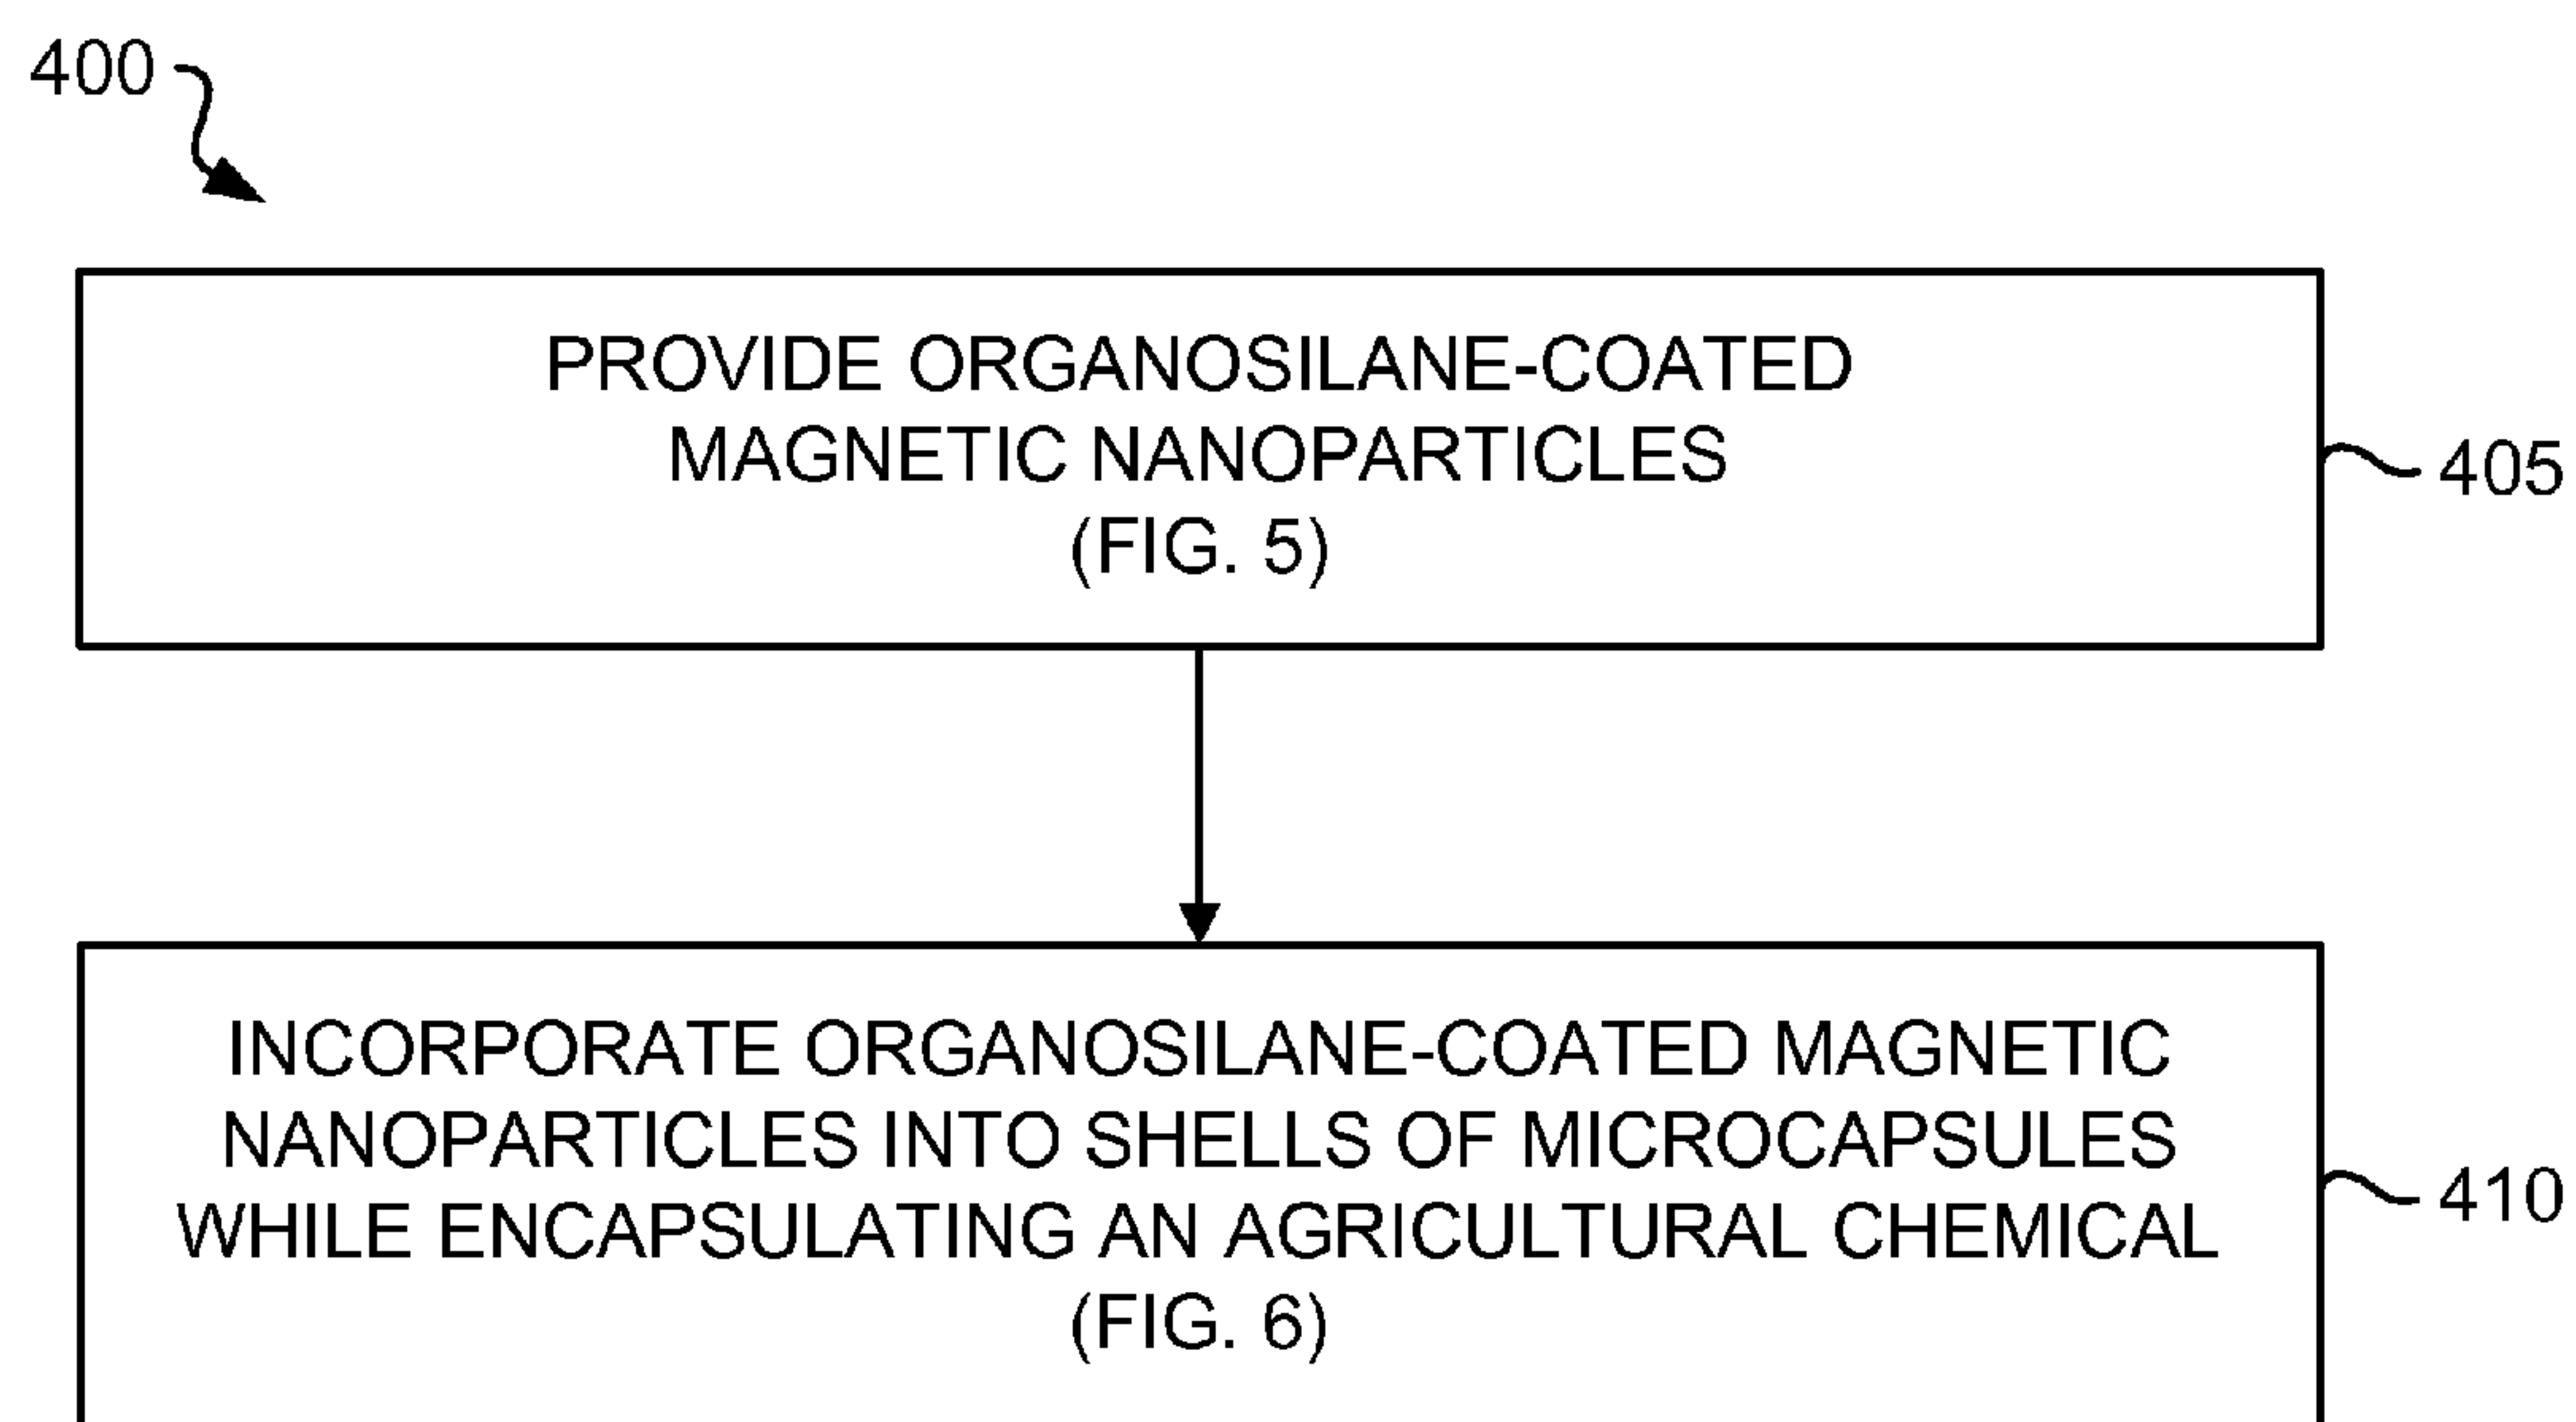 400
PROVIDE ORGANOSILANE-COATED
MAGNETIC NANOPARTICLES
(FIG. 5)
405
INCORPORATE ORGANOSILANE-COATED MAGNETIC
NANOPARTICLES INTO SHELLS OF MICROCAPSULES
WHILE ENCAPSULATING AN AGRICULTURAL CHEMICAL
(FIG. 6)
410